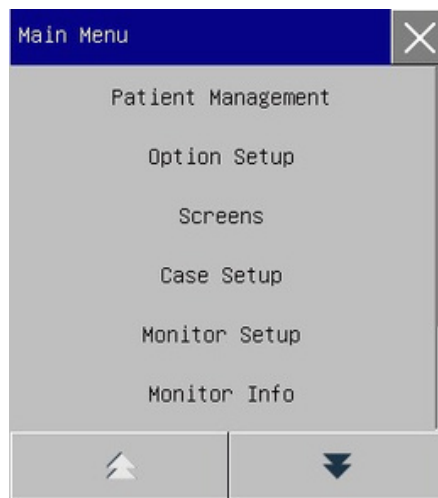 Main Menu
Patient Management
Option Setup
Screens
Case Setup
Monitor Setup
Monitor Info